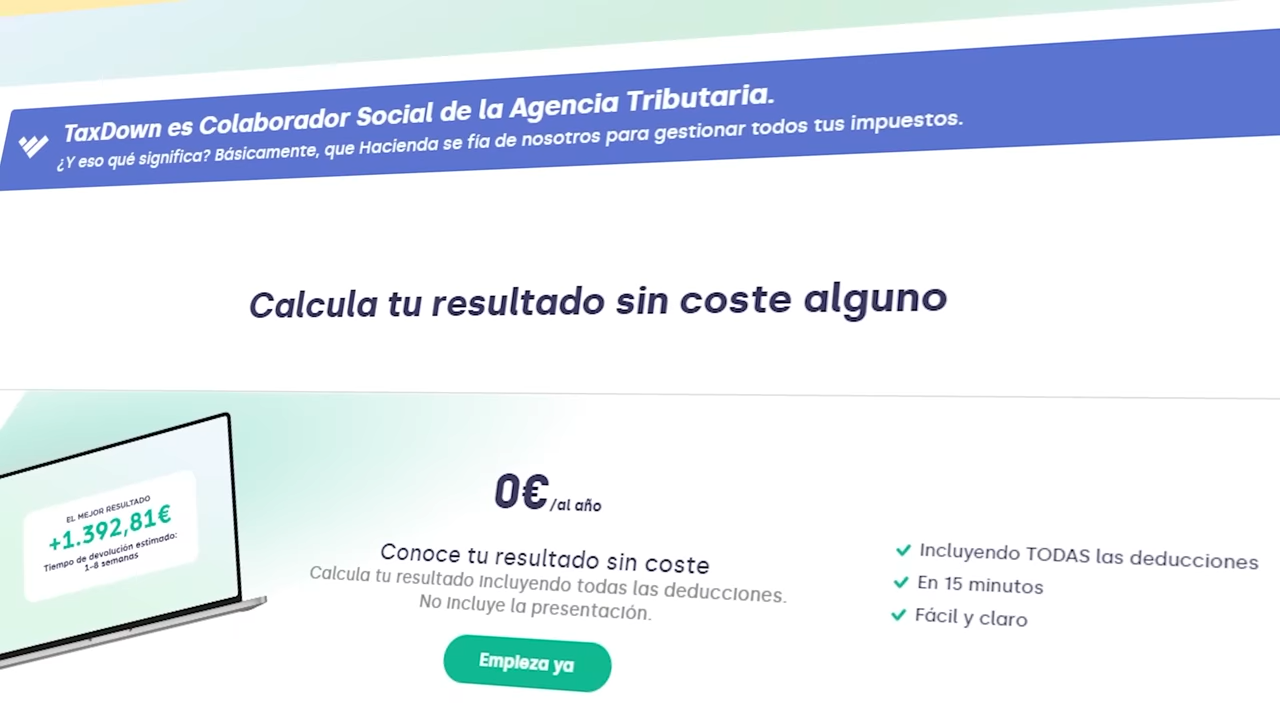 TaxDown es Colaborador Social de la Agencia Tributaria.
¿Y eso qué significa? Básicamente, que Hacienda se fía de nosotros para gestionar todos tus impuestos.
Calcula tu resultado sin coste alguno
EL MEJOR RESULTADO
+1.392,81€
Tiempo de devolución estimado:
1-8 semanas
0€/al año
Conoce tu resultado sin coste
Calcula tu resultado incluyendo todas las deducciones.
No incluye la presentación.
Empieza ya
Incluyendo TODAS las deducciones
En 15 minutos
Fácil y claro